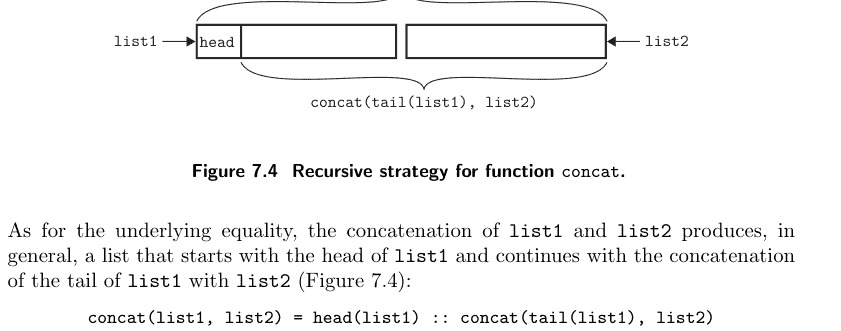 list1 head list2
concat(tail(list1), list2)
Figure 7.4 Recursive strategy for function concat.
As for the underlying equality, the concatenation of list1 and list2 produces, in
general, a list that starts with the head of list1 and continues with the concatenation
of the tail of list1 with list2 (Figure 7.4):
concat(list1, list2) = head(list1) :: concat(tail(list1), list2)